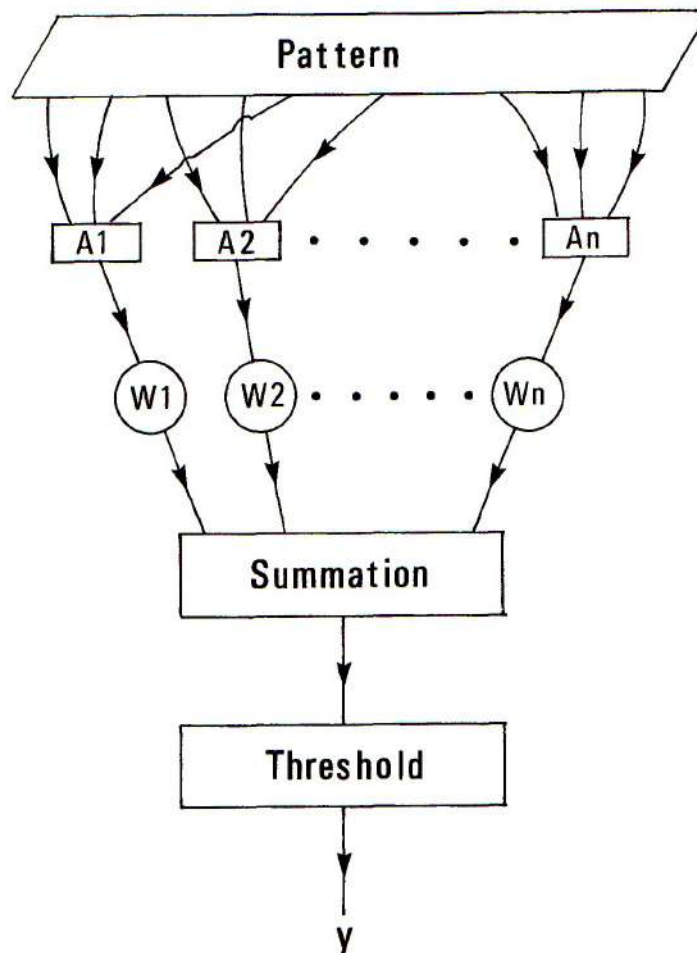 Pattern
A1 A2 An
W1 W2 Wn
Summation
Threshold
y